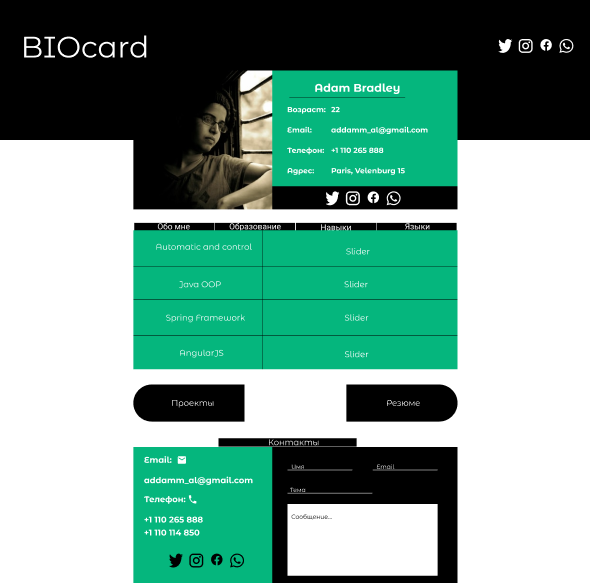 BIOcard
Adam Bradley
Возраст: 22
Email: addamm_al@gmail.com
Телефон: +1 110 265 888
Адрес: Paris, Velenburg 15
Обо мне Образование Навыки Языки
Automatic and control Slider
Java OOP Slider
Spring Framework Slider
AngularJS Slider
Проекты Резюме
Контакты
Email:
addamm_al@gmail.com
Телефон:
+1 110 265 888
+1 110 114 850
Имя Email
Тема
Сообщение...